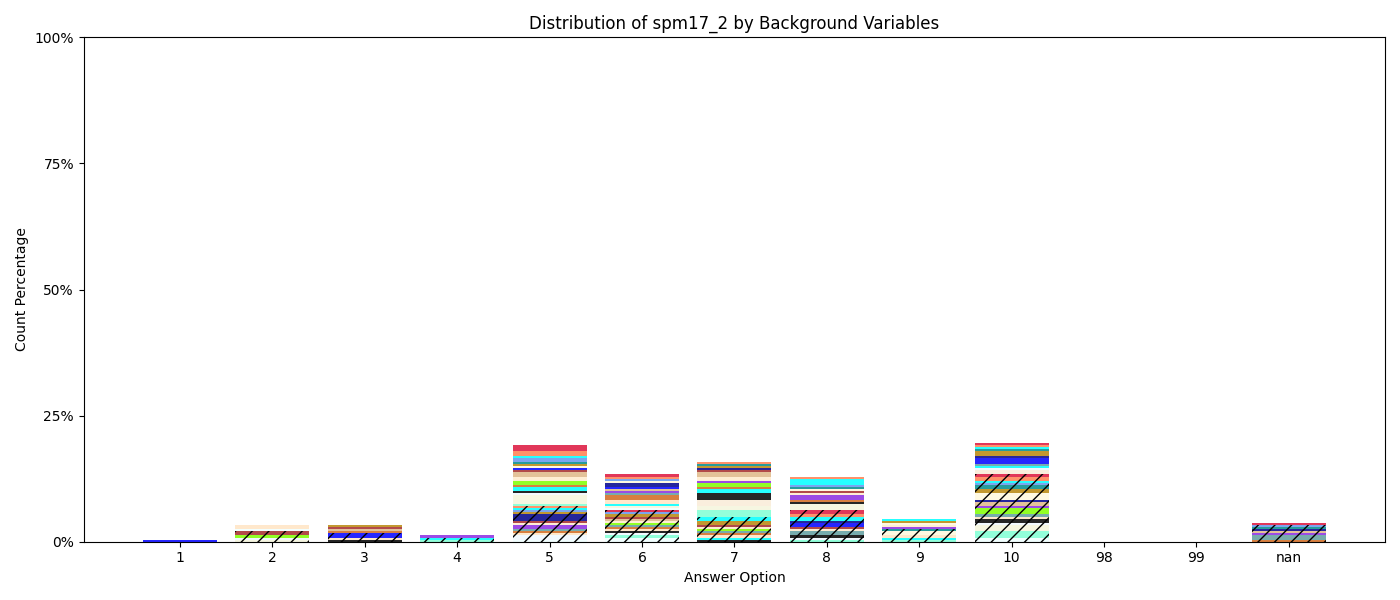 Distribution of spm17_2 by Background Variables
100%
75%
50%
25%
0%
Count Percentage
1 2 3 4 5 6 7 8 9 10 98 99 nan
Answer Option